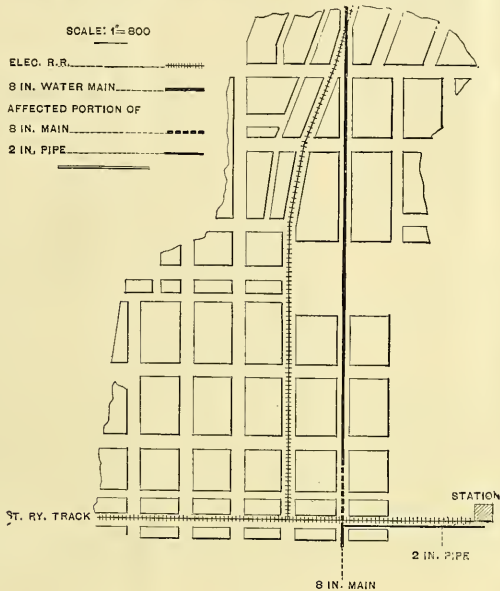 SCALE: 1"=800
ELEC. R.R.
8 IN. WATER MAIN
AFFECTED PORTION OF
8 IN. MAIN
2 IN. PIPE
STATION
ST. RY. TRACK
2 IN. PIPE
8 IN. MAIN